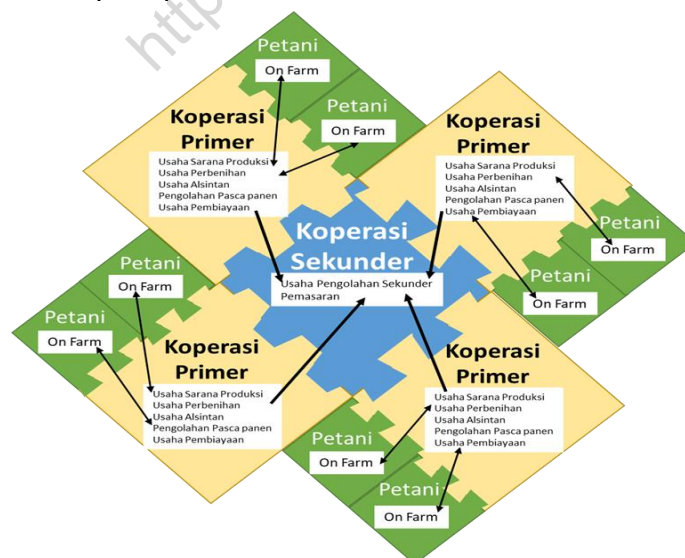 http
Petani
On Farm
Petani
On Farm
Koperasi
Primer
Usaha Sarana Produksi
Usaha Perbenihan
Usaha Alsintan
Pengolahan Pasca panen
Usaha Pembiayaan
Koperasi
Primer
Usaha Sarana Produksi
Usaha Perbenihan
Usaha Alsintan
Pengolahan Pasca panen
Usaha Pembiayaan
Petani
On Farm
Petani
On Farm
Koperasi
Sekunder
Usaha Pengolahan Sekunder
Pemasaran
Petani
On Farm
Petani
On Farm
Koperasi
Primer
Usaha Sarana Produksi
Usaha Perbenihan
Usaha Alsintan
Pengolahan Pasca panen
Usaha Pembiayaan
Koperasi
Primer
Usaha Sarana Produksi
Usaha Perbenihan
Usaha Alsintan
Pengolahan Pasca panen
Usaha Pembiayaan
Petani
On Farm
Petani
On Farm